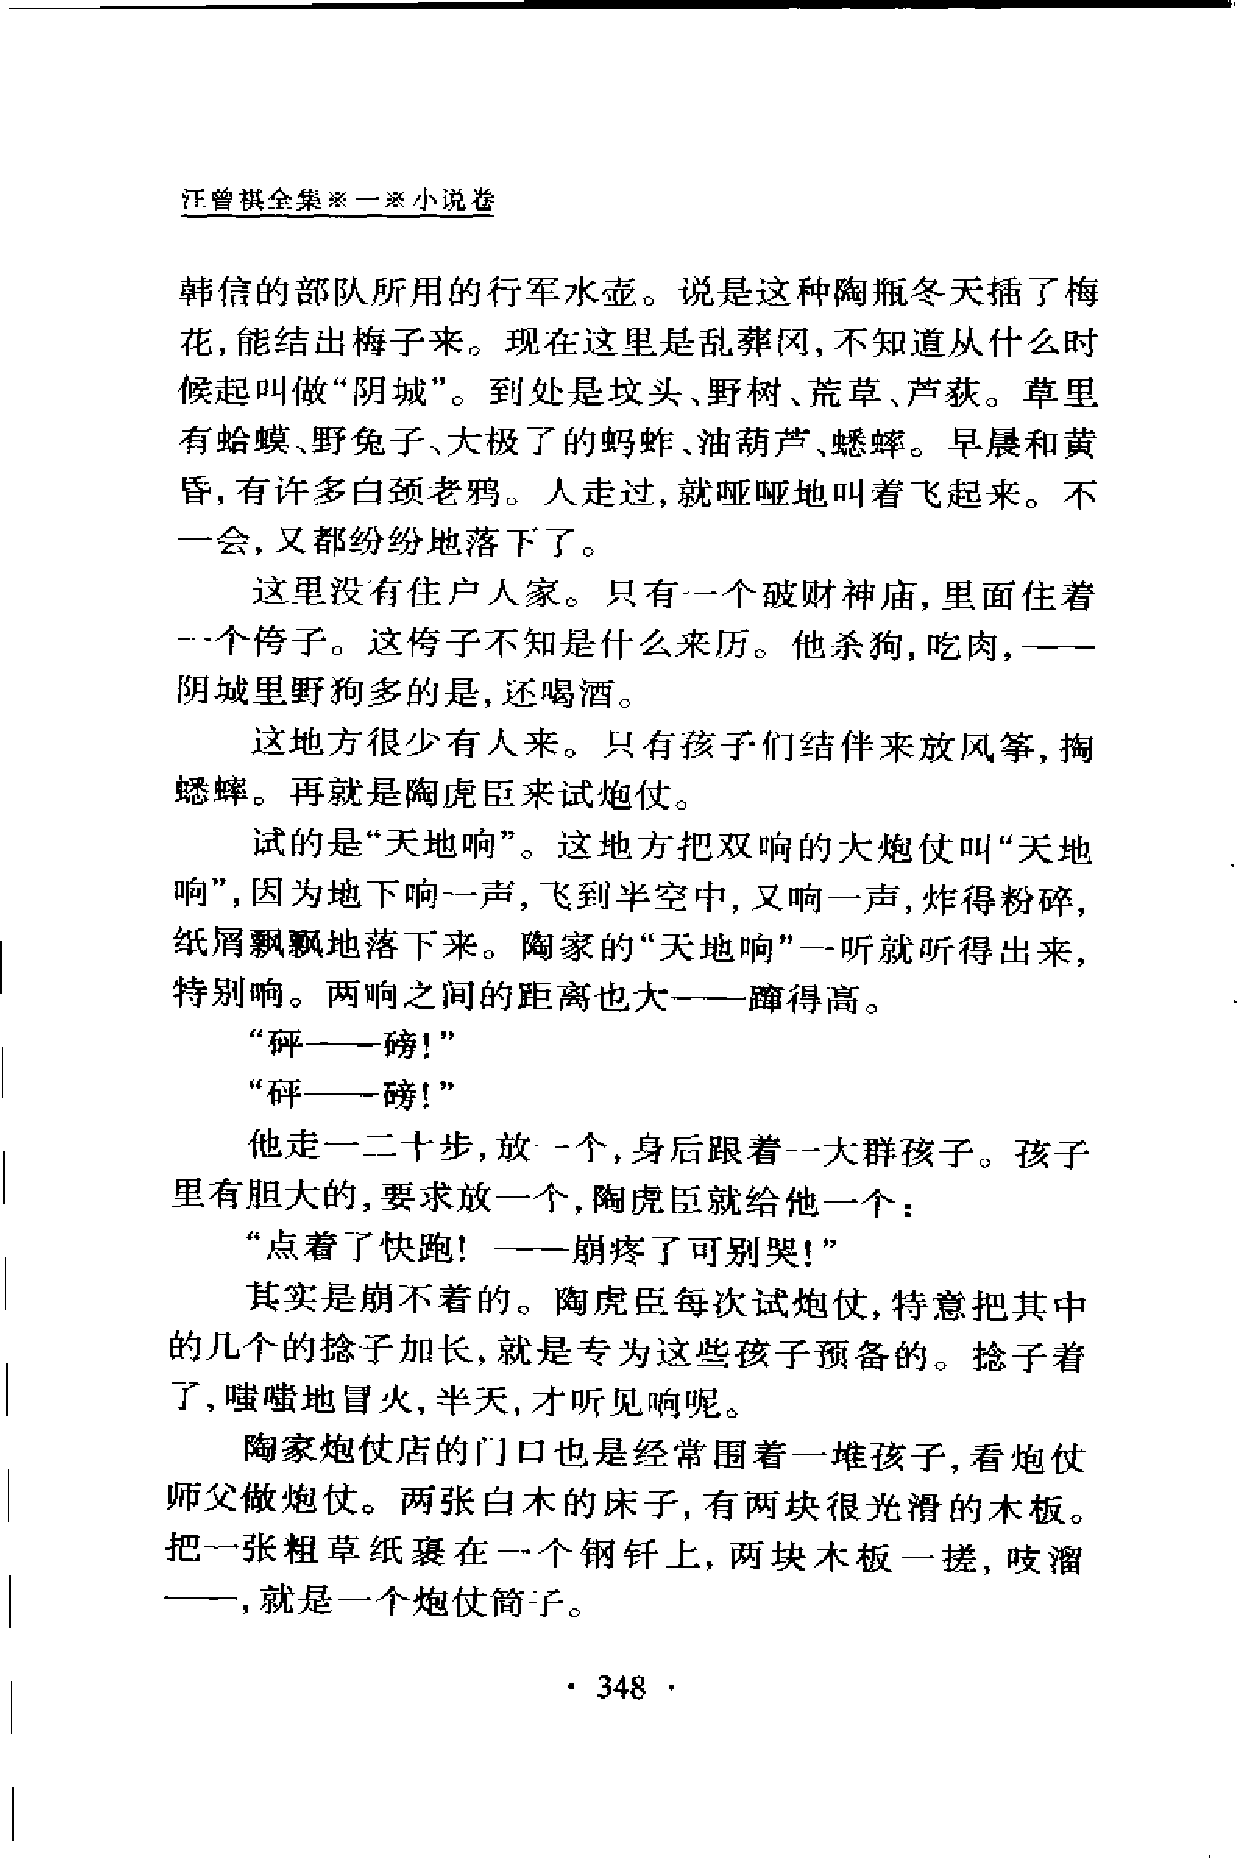 汪曾祺全集※一※小说卷
韩信的部队所用的行军水壶。说是这种陶瓶冬天插了梅
花,能结出梅子来。现在这里是乱葬冈,不知道从什么时
候起叫做“阴城”。到处是坟头、野树、荒草、芦荻。草里
有蛤蟆、野兔子、大极了的蚂蚱、油葫芦、蟋蟀。早晨和黄
昏,有许多白颈老鸦。人走过,就哑哑地叫着飞起来。不
一会,又都纷纷地落下了。
这里没有住户人家。只有一个破财神庙,里面住着
一个侉子。这侉子不知是什么来历。他杀狗,吃肉,——
阴城里野狗多的是,还喝酒。
这地方很少有人来。只有孩子们结伴来放风筝,掏
蟋蟀。再就是陶虎臣来试炮仗。
试的是“天地响”。这地方把双响的大炮仗叫“天地
响”,因为地下响一声,飞到半空中,又响一声,炸得粉碎,
纸屑飘飘地落下来。陶家的“天地响”一听就听得出来,
特别响。两响之间的距离也大——蹿得高。
“砰——磅!”
“砰——磅!”
他走一二十步,放一个,身后跟着一大群孩子。孩子
里有胆大的,要求放一个,陶虎臣就给他一个:
“点着了快跑! ——崩疼了可别哭!”
其实是崩不着的。陶虎臣每次试炮仗,特意把其中
的几个的捻子加长,就是专为这些孩子预备的。捻子着
了,嗤嗤地冒火,半天,才听见响呢。
陶家炮仗店的门口也是经常围着一堆孩子,看炮仗
师父做炮仗。两张白木的床子,有两块很光滑的木板。
把一张粗草纸裹在一个钢钎上,两块木板一搓,吱溜
——,就是一个炮仗筒子。
· 348 ·